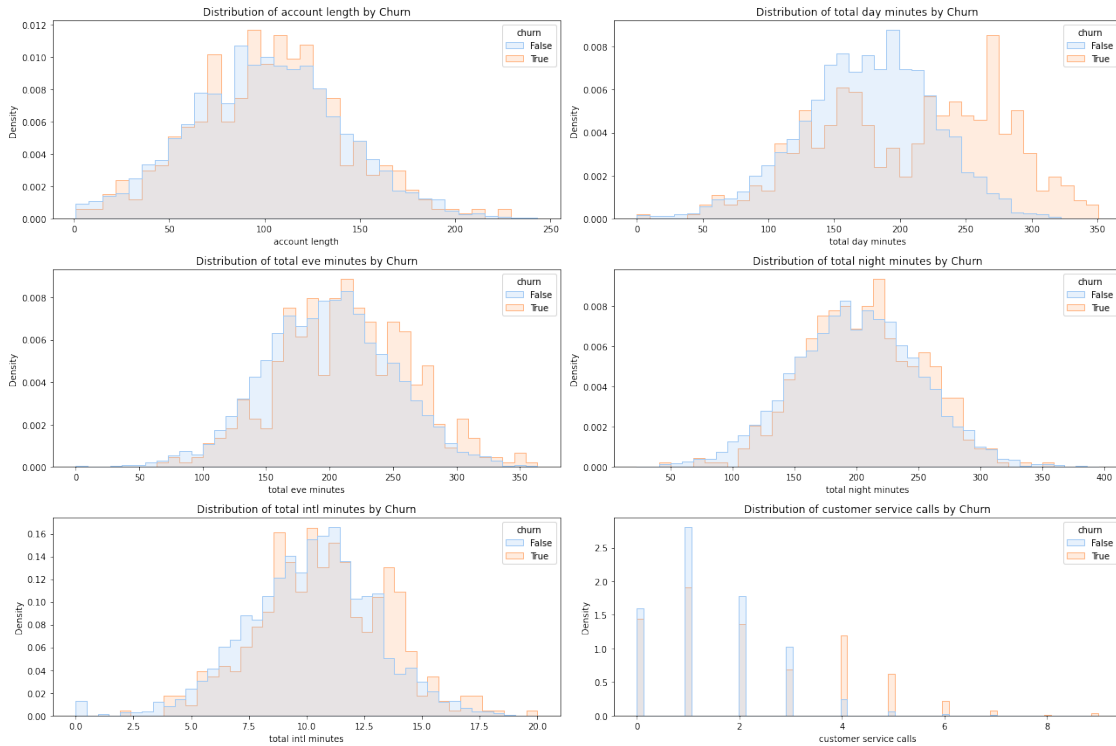 Distribution of account length by Churn
churn
False
True
Density
0.012
0.010
0.008
0.006
0.004
0.002
0.000
0 50 100 150 200 250
account length
Distribution of total day minutes by Churn
churn
False
True
Density
0.008
0.006
0.004
0.002
0.000
0 50 100 150 200 250 300 350
total day minutes
Distribution of total eve minutes by Churn
churn
False
True
Density
0.008
0.006
0.004
0.002
0.000
0 50 100 150 200 250 300 350
total eve minutes
Distribution of total night minutes by Churn
churn
False
True
Density
0.008
0.006
0.004
0.002
0.000
50 100 150 200 250 300 350 400
total night minutes
Distribution of total intl minutes by Churn
churn
False
True
Density
0.16
0.14
0.12
0.10
0.08
0.06
0.04
0.02
0.00
0.0 2.5 5.0 7.5 10.0 12.5 15.0 17.5 20.0
total intl minutes
Distribution of customer service calls by Churn
churn
False
True
Density
2.5
2.0
1.5
1.0
0.5
0.0
0 2 4 6 8
customer service calls